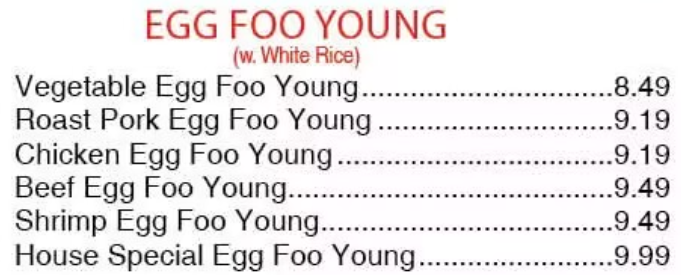 EGG FOO YOUNG
(w. White Rice)
Vegetable Egg Foo Young................................8.49
Roast Pork Egg Foo Young ..............................9.19
Chicken Egg Foo Young...................................9.19
Beef Egg Foo Young.........................................9.49
Shrimp Egg Foo Young.....................................9.49
House Special Egg Foo Young.........................9.99